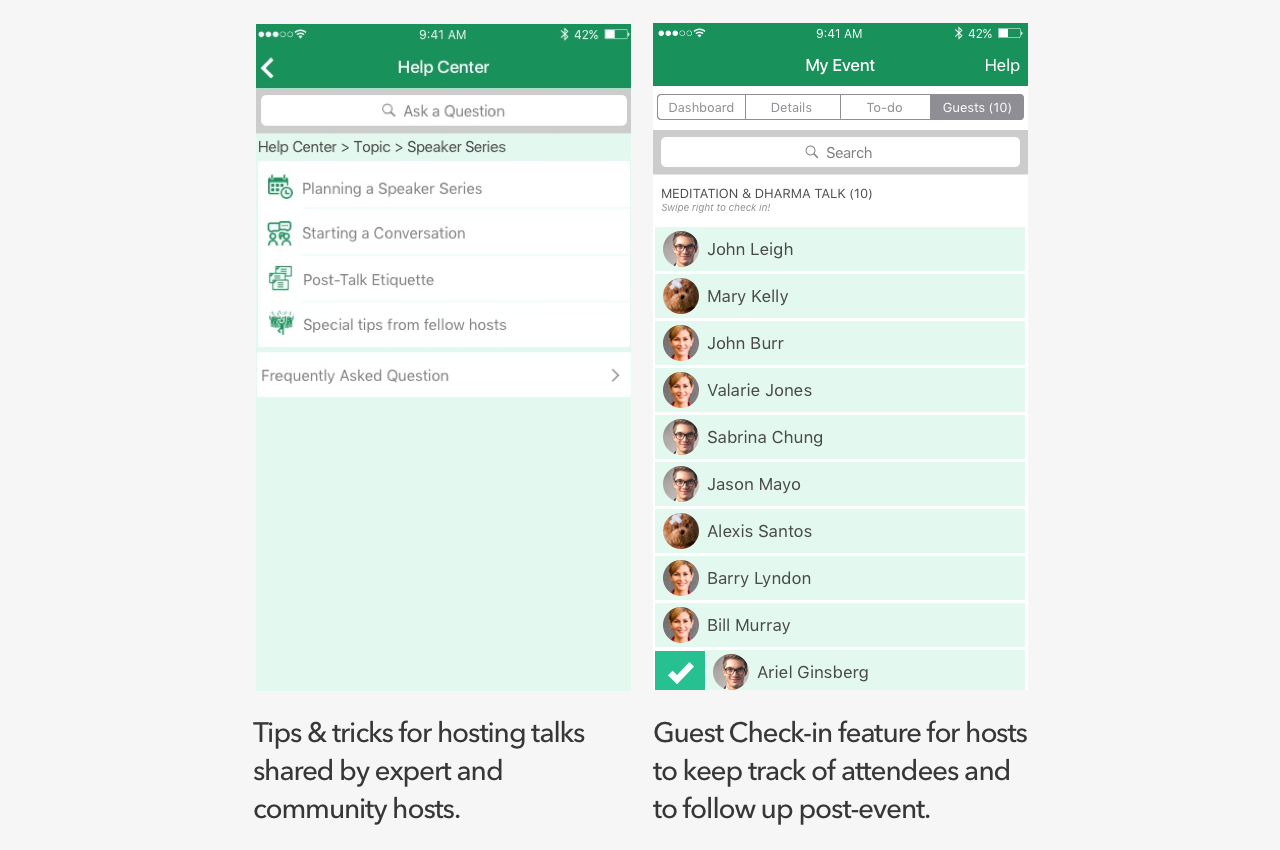 9:41 AM 42%
Help Center
Ask a Question
Help Center > Topic > Speaker Series
Planning a Speaker Series
Starting a Conversation
Post-Talk Etiquette
Special tips from fellow hosts
Frequently Asked Question
Tips & tricks for hosting talks
shared by expert and
community hosts.
9:41 AM 42%
My Event Help
Dashboard Details To-do Guests (10)
Search
MEDITATION & DHARMA TALK (10)
Swipe right to check in!
John Leigh
Mary Kelly
John Burr
Valarie Jones
Sabrina Chung
Jason Mayo
Alexis Santos
Barry Lyndon
Bill Murray
Ariel Ginsberg
Guest Check-in feature for hosts
to keep track of attendees and
to follow up post-event.